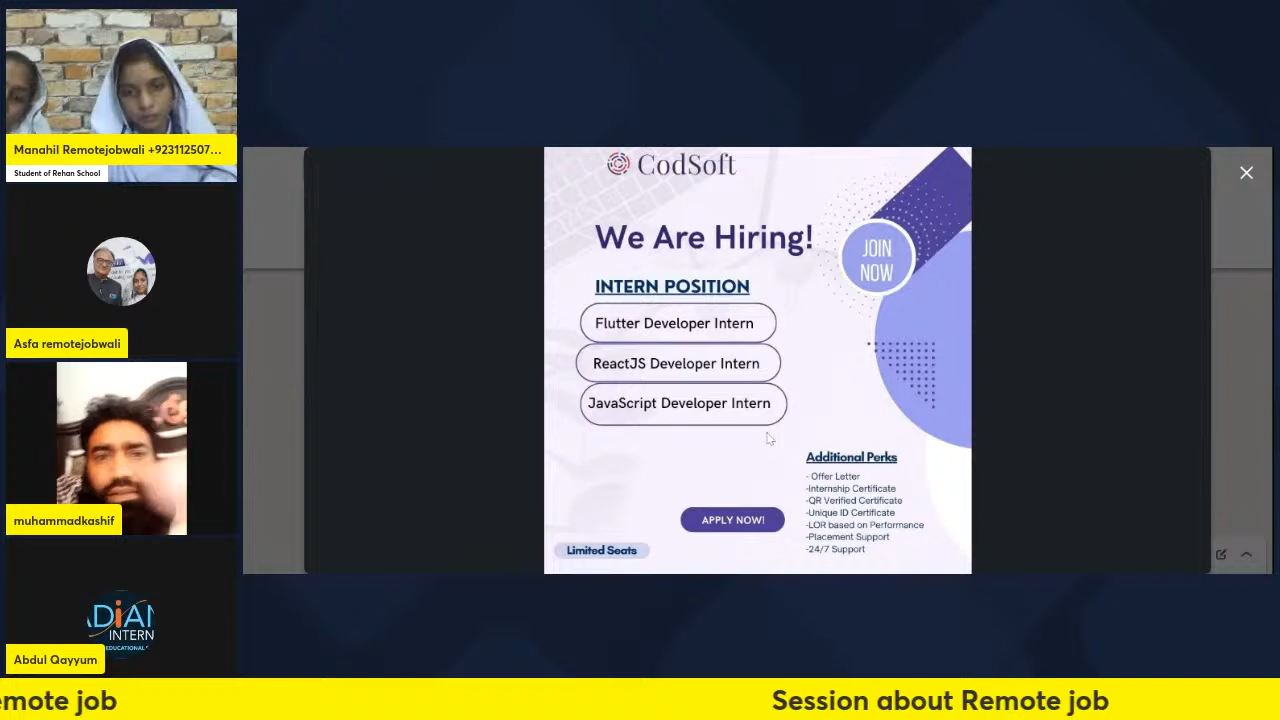 Manahil Remotejobwali +923112507...
Student of Rehan School
Asfa remotejobwali
muhammadkashif
INTERN
EDUCATIONAL
Abdul Qayyum
CodSoft
We Are Hiring!
JOIN
NOW
INTERN POSITION
Flutter Developer Intern
ReactJS Developer Intern
JavaScript Developer Intern
Additional Perks
- Offer Letter
-Internship Certificate
-QR Verified Certificate
-Unique ID Certificate
-LOR based on Performance
-Placement Support
-24/7 Support
APPLY NOW!
Limited Seats
emote job
Session about Remote job